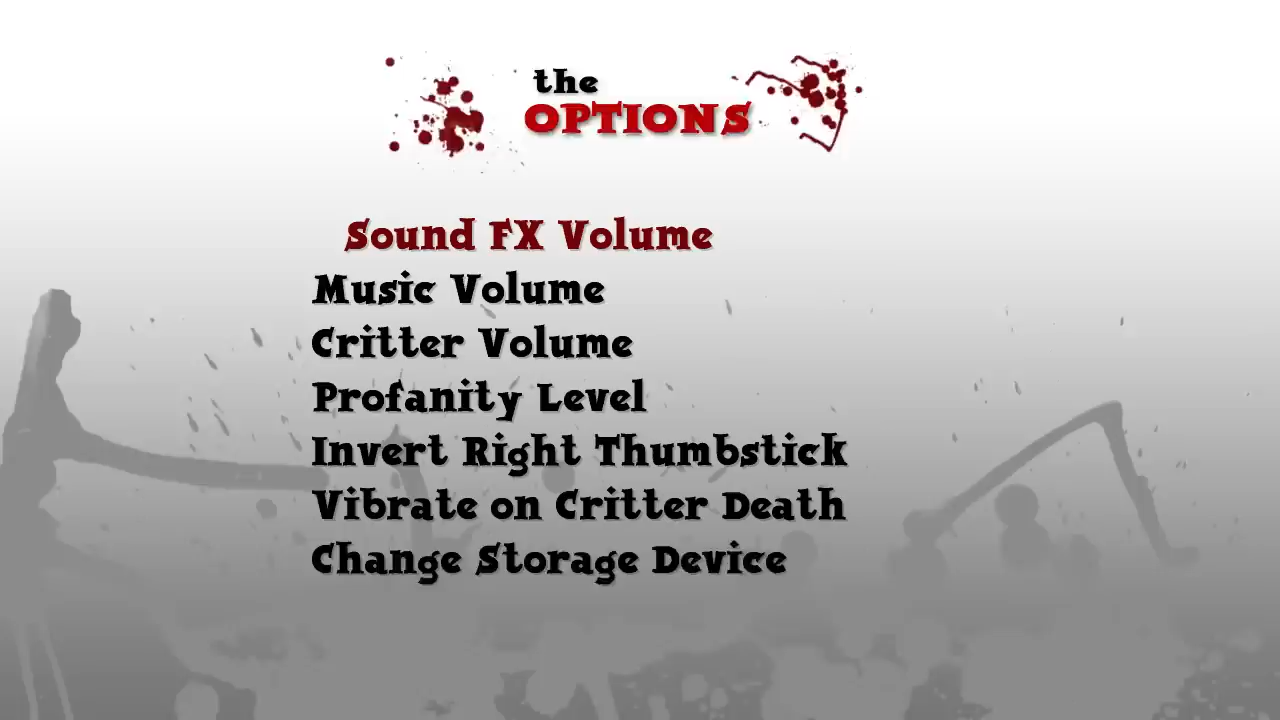 the
OPTIONS
Sound FX Volume
Music Volume
Critter Volume
Profanity Level
Invert Right Thumbstick
Vibrate on Critter Death
Change Storage Device